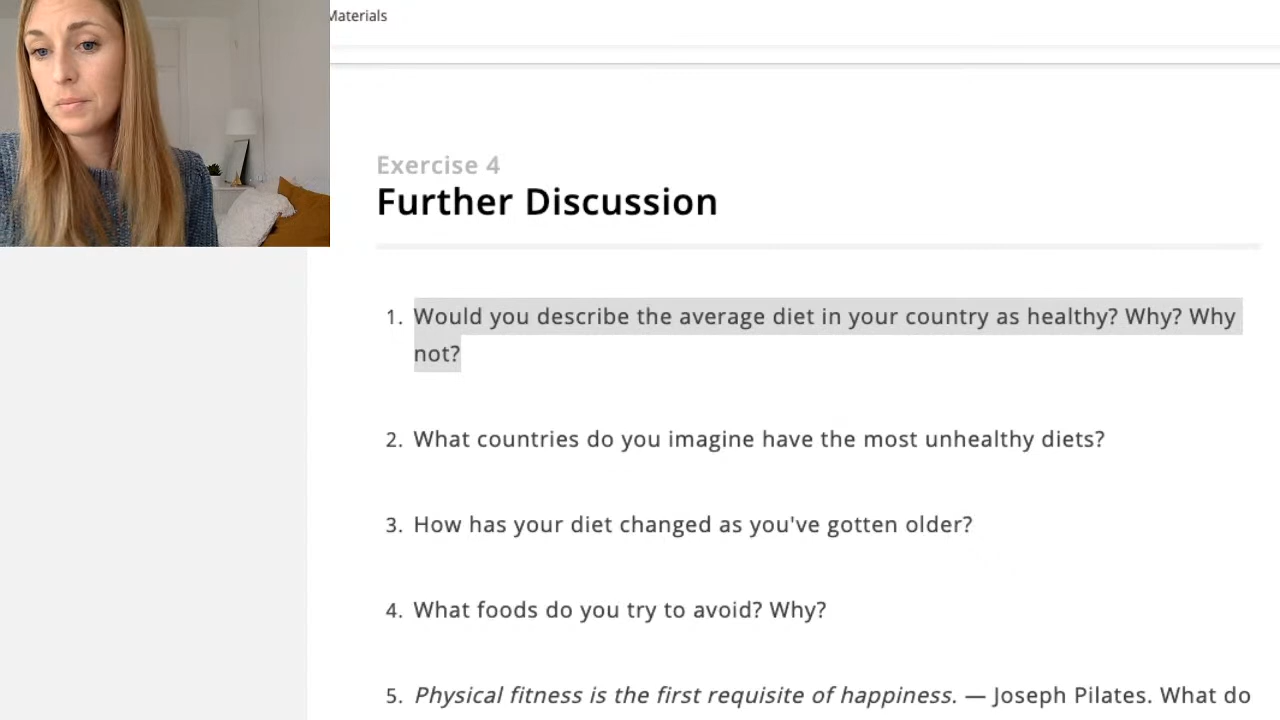 Materials
Exercise 4
Further Discussion
1. Would you describe the average diet in your country as healthy? Why? Why
not?
2. What countries do you imagine have the most unhealthy diets?
3. How has your diet changed as you've gotten older?
4. What foods do you try to avoid? Why?
5. Physical fitness is the first requisite of happiness. — Joseph Pilates. What do